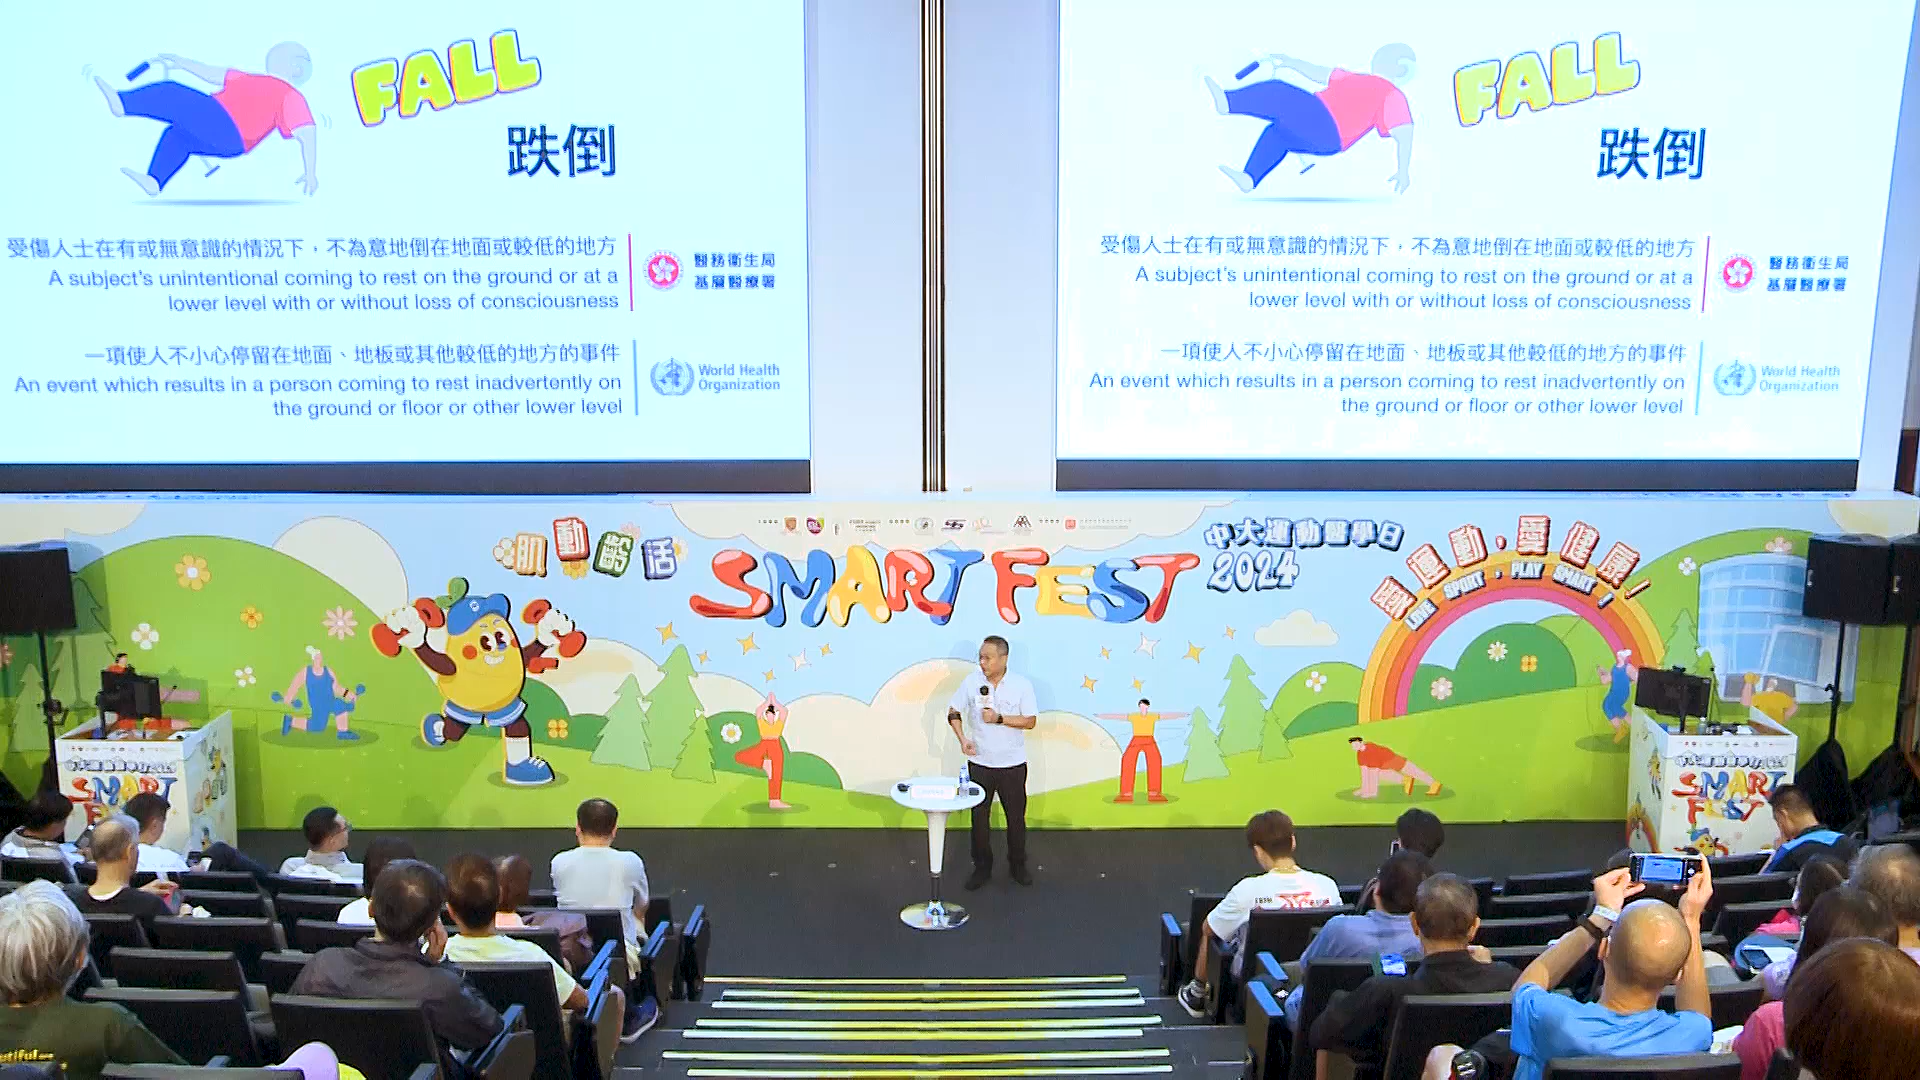 FALL
跌倒
受傷人士在有或無意識的情況下，不為意地倒在地面或較低的地方
A subject's unintentional coming to rest on the ground or at a
lower level with or without loss of consciousness
醫務衞生局
基層醫療署
一項使人不小心停留在地面、地板或其他較低的地方的事件
An event which results in a person coming to rest inadvertently on
the ground or floor or other lower level
World Health
Organization
FALL
跌倒
受傷人士在有或無意識的情況下，不為意地倒在地面或較低的地方
A subject's unintentional coming to rest on the ground or at a
lower level with or without loss of consciousness
醫務衞生局
基層醫療署
一項使人不小心停留在地面、地板或其他較低的地方的事件
An event which results in a person coming to rest inadvertently on
the ground or floor or other lower level
World Health
Organization
肌動齡活
SMART FEST
中大運動醫學日
2024
愛運動，愛健康！
LOVE SPORT, PLAY SMART!
SMART
SMART
FEST